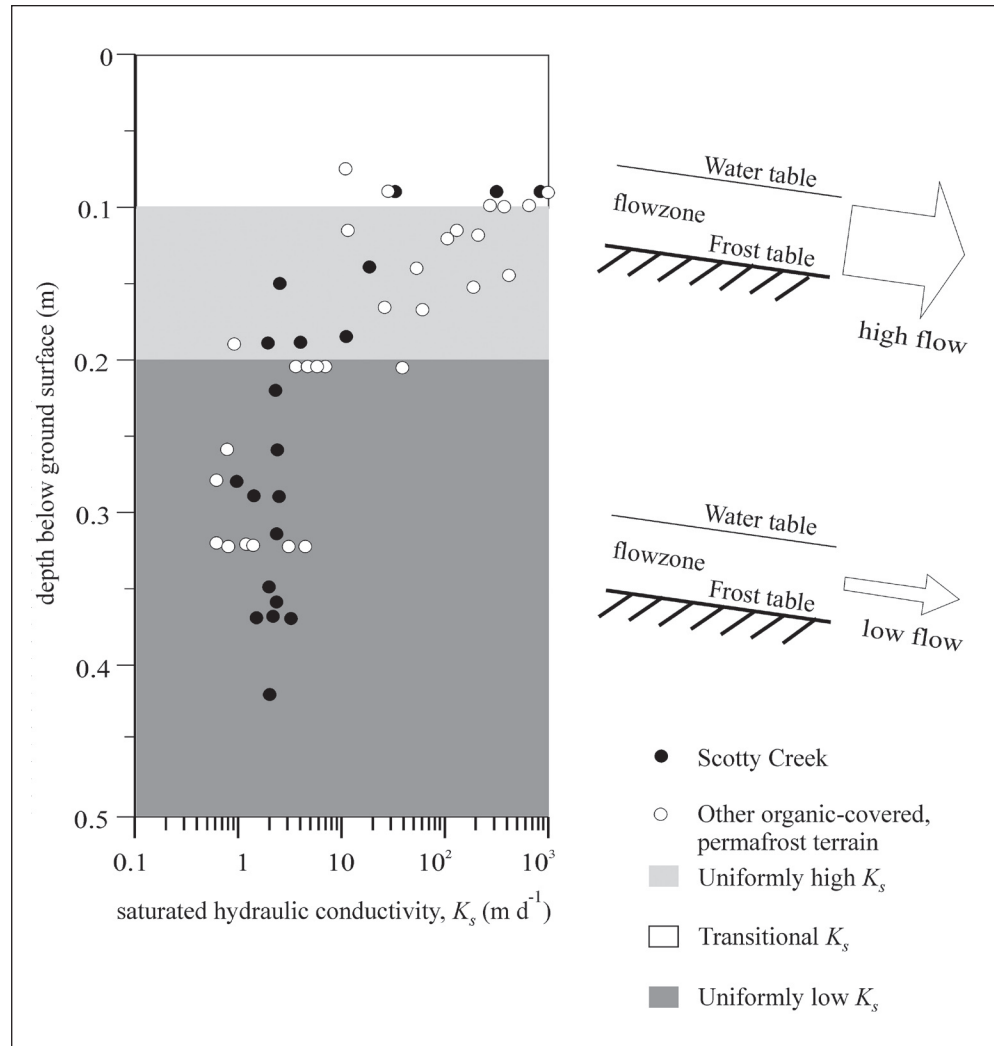 0
0.1
0.2
0.3
0.4
0.5
depth below ground surface (m)
0.1
1
10
10²
10³
saturated hydraulic conductivity, Kₛ (m d⁻¹)
Water table
flowzone
Frost table
high flow
Water table
flowzone
Frost table
low flow
Scotty Creek
Other organic-covered,
permafrost terrain
Uniformly high Kₛ
Transitional Kₛ
Uniformly low Kₛ